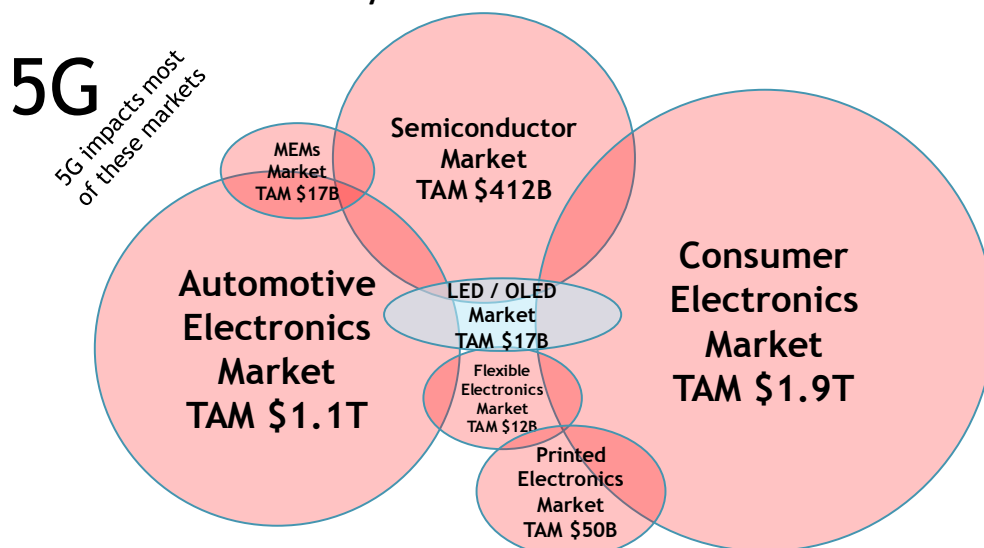 5G
5G impacts most
of these markets
MEMs
Market
TAM $17B
Semiconductor
Market
TAM $412B
Automotive
Electronics
Market
TAM $1.1T
Consumer
Electronics
Market
TAM $1.9T
LED / OLED
Market
TAM $17B
Flexible
Electronics
Market
TAM $12B
Printed
Electronics
Market
TAM $50B